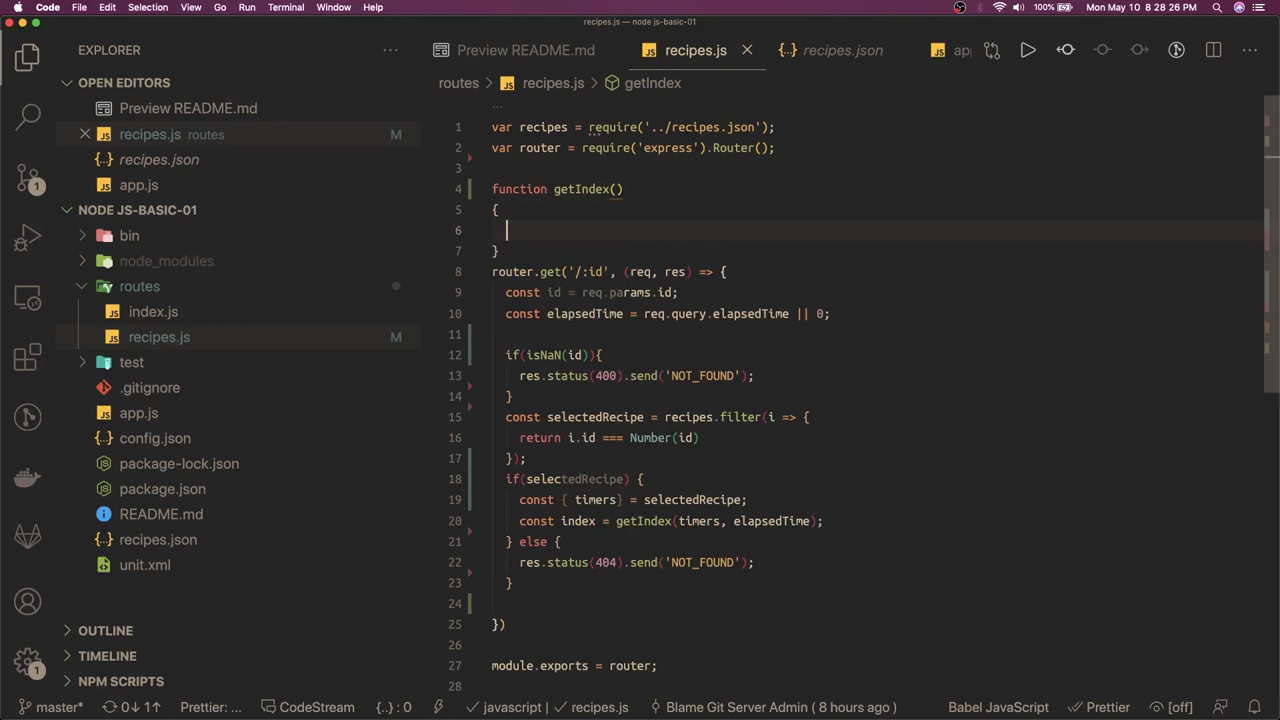 Code File Edit Selection View Go Run Terminal Window Help 100% Mon May 10 8 28 26 PM
recipes.js — node js-basic-01
EXPLORER
Preview README.md recipes.js recipes.json app
OPEN EDITORS
Preview README.md
recipes.js routes M
recipes.json
app.js
NODE JS-BASIC-01
bin
node_modules
routes
index.js
recipes.js M
test
.gitignore
app.js
config.json
package-lock.json
package.json
README.md
recipes.json
unit.xml
OUTLINE
TIMELINE
NPM SCRIPTS
1
1
routes > recipes.js > getIndex
...
1 var recipes = require('../recipes.json');
2 var router = require('express').Router();
3
4 function getIndex()
5 {
6
7 }
8 router.get('/:id', (req, res) => {
9 const id = req.params.id;
10 const elapsedTime = req.query.elapsedTime || 0;
11
12 if(isNaN(id)){
13 res.status(400).send('NOT_FOUND');
14 }
15 const selectedRecipe = recipes.filter(i => {
16 return i.id === Number(id)
17 });
18 if(selectedRecipe) {
19 const { timers} = selectedRecipe;
20 const index = getIndex(timers, elapsedTime);
21 } else {
22 res.status(404).send('NOT_FOUND');
23 }
24
25 })
26
27 module.exports = router;
28
master* 0↓ 1↑ Prettier: ... CodeStream {..} : 0 javascript | recipes.js Blame Git Server Admin ( 8 hours ago ) Babel JavaScript Prettier [off]